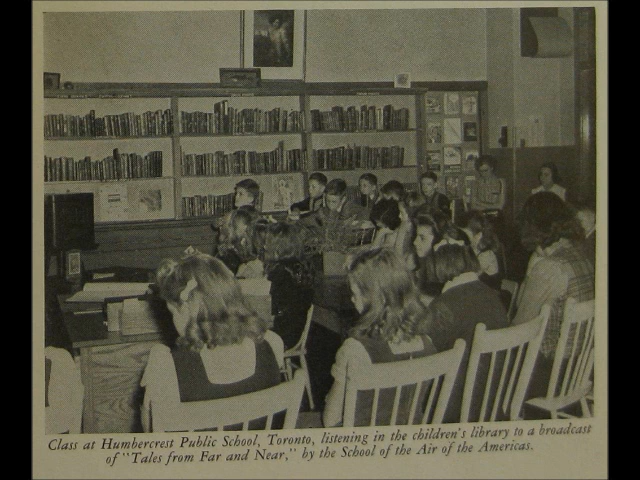 Class at Humbercrest Public School, Toronto, listening in the children's library to a broadcast
of "Tales from Far and Near," by the School of the Air of the Americas.